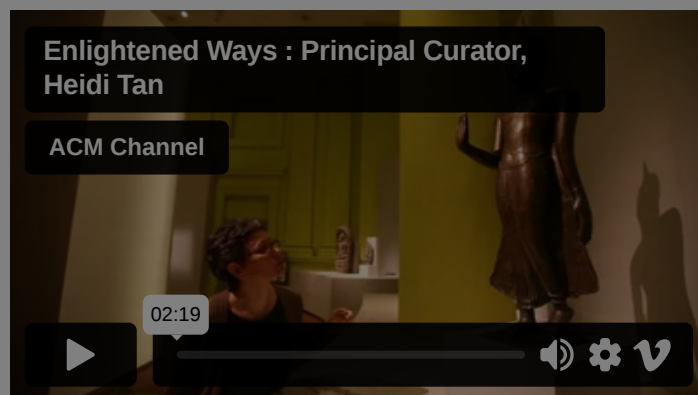 Enlightened Ways : Principal Curator,
Heidi Tan
ACM Channel
02:19